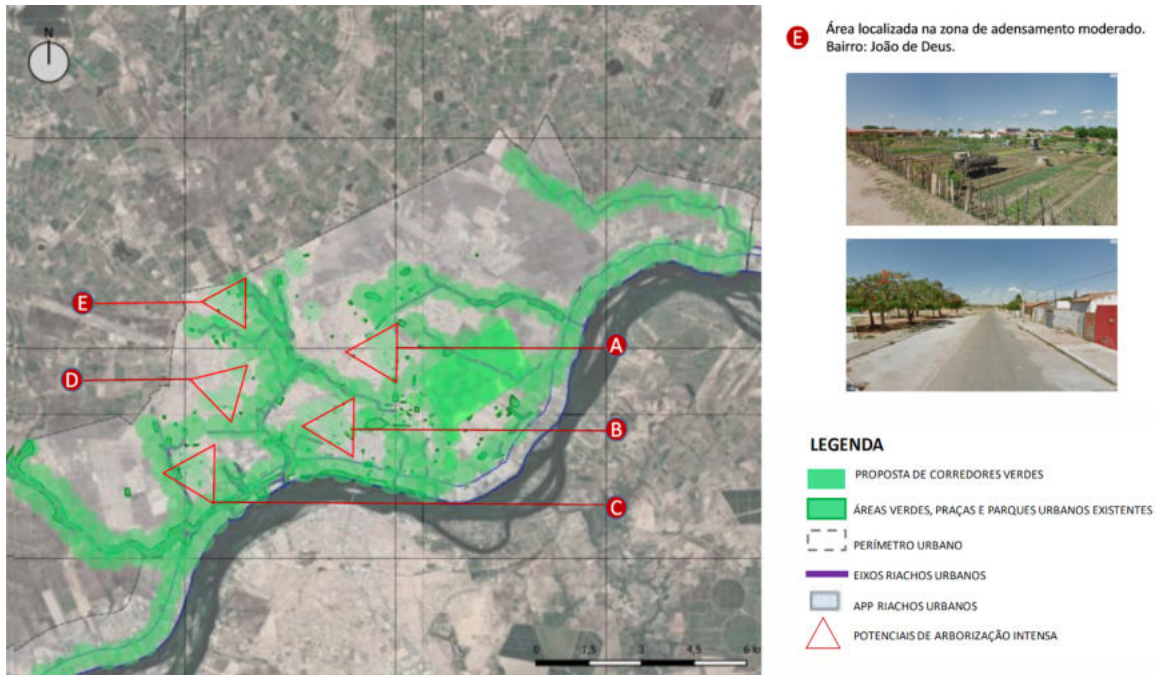 N
E
Área localizada na zona de adensamento moderado.
Bairro: João de Deus.
E
A
D
B
C
LEGENDA
PROPOSTA DE CORREDORES VERDES
ÁREAS VERDES, PRAÇAS E PARQUES URBANOS EXISTENTES
PERÍMETRO URBANO
EIXOS RIACHOS URBANOS
APP RIACHOS URBANOS
POTENCIAIS DE ARBORIZAÇÃO INTENSA
0 1,5 3 4,5 6 km